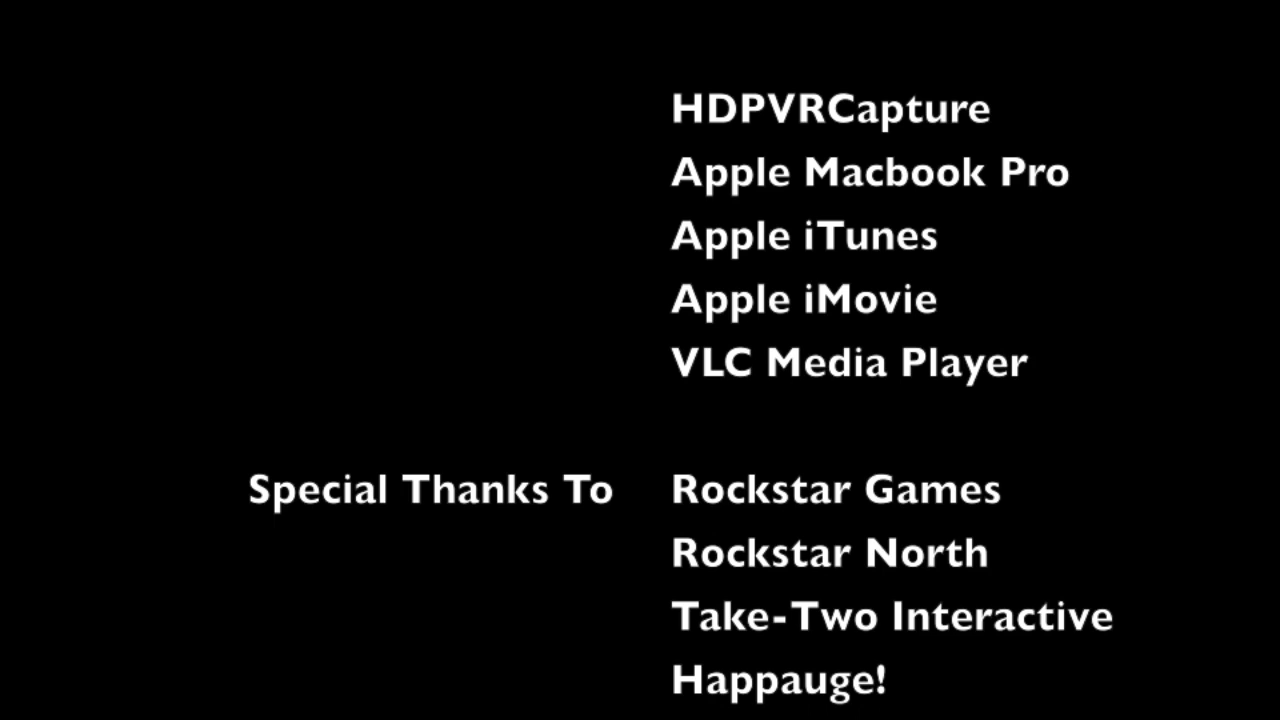 HDPVRCapture
Apple Macbook Pro
Apple iTunes
Apple iMovie
VLC Media Player
Special Thanks To Rockstar Games
Rockstar North
Take-Two Interactive
Happauge!